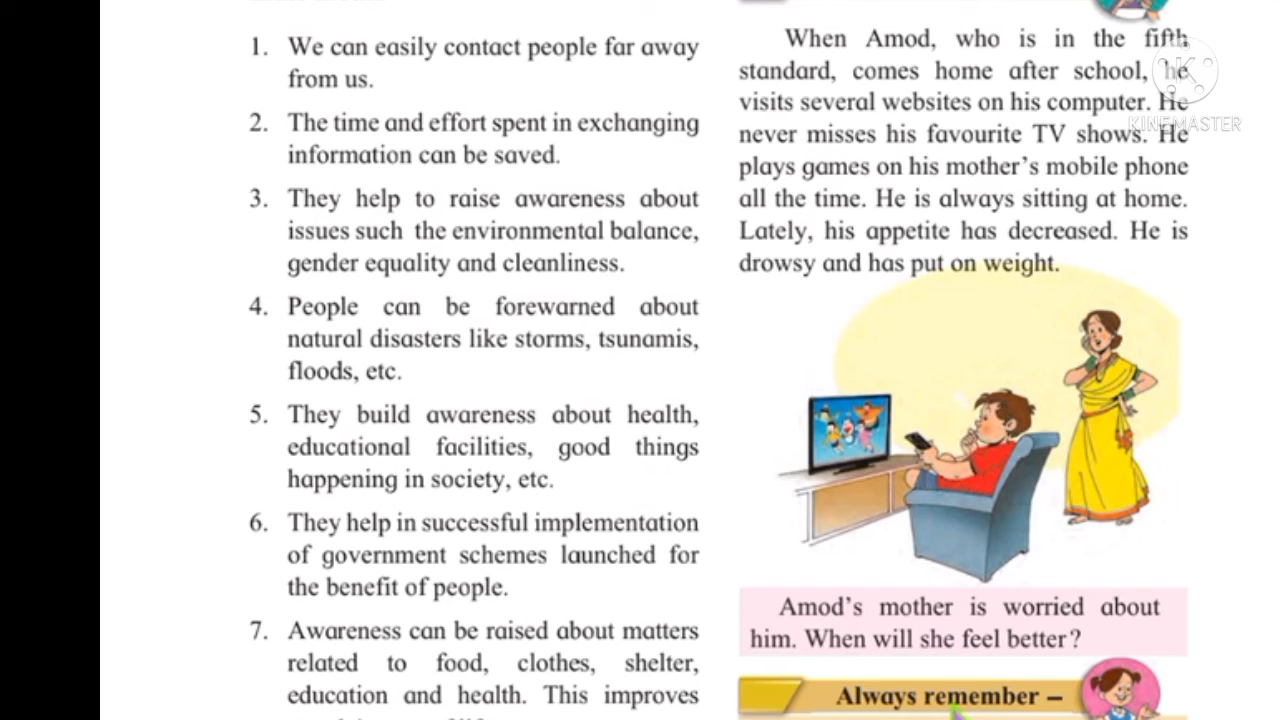 1. We can easily contact people far away
from us.
2. The time and effort spent in exchanging
information can be saved.
3. They help to raise awareness about
issues such the environmental balance,
gender equality and cleanliness.
4. People can be forewarned about
natural disasters like storms, tsunamis,
floods, etc.
5. They build awareness about health,
educational facilities, good things
happening in society, etc.
6. They help in successful implementation
of government schemes launched for
the benefit of people.
7. Awareness can be raised about matters
related to food, clothes, shelter,
education and health. This improves
When Amod, who is in the fifth
standard, comes home after school, he
visits several websites on his computer. He
never misses his favourite TV shows. He
plays games on his mother's mobile phone
all the time. He is always sitting at home.
Lately, his appetite has decreased. He is
drowsy and has put on weight.
Amod's mother is worried about
him. When will she feel better?
Always remember –
K
KINEMASTER